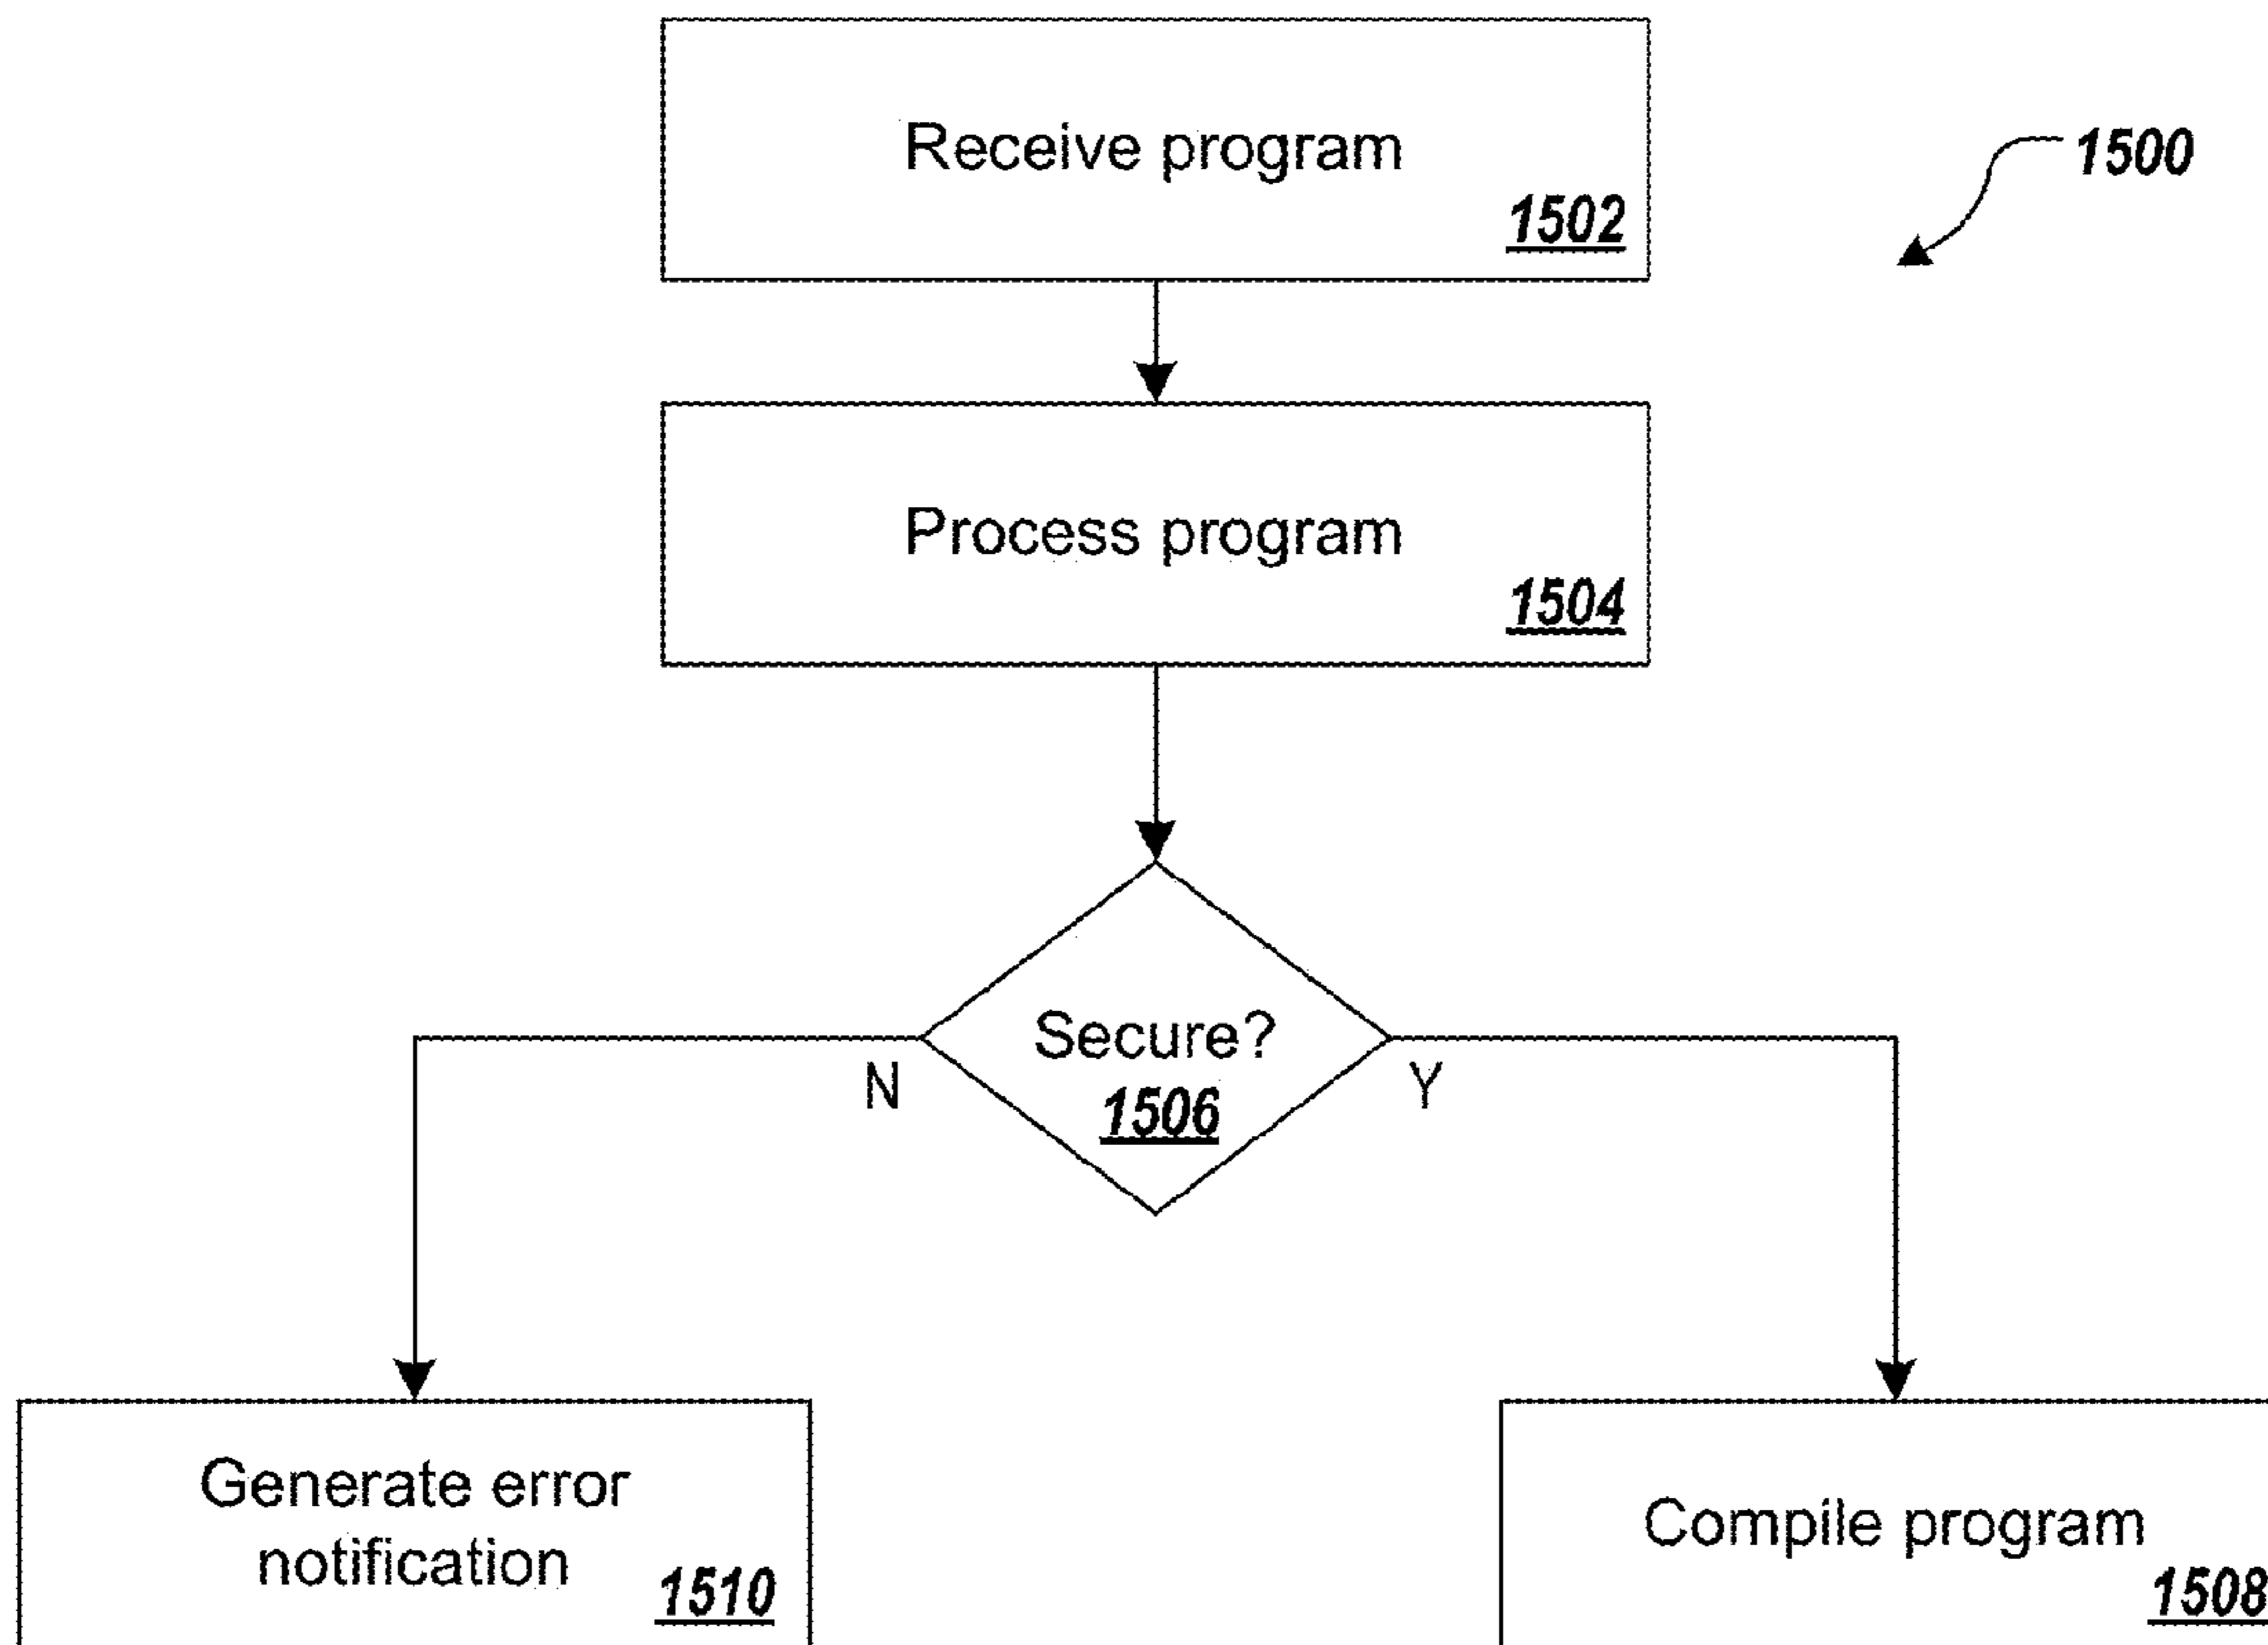 Receive program
1502
1500
Process program
1504
Secure?
1506
N
Y
Generate error
notification
1510
Compile program
1508